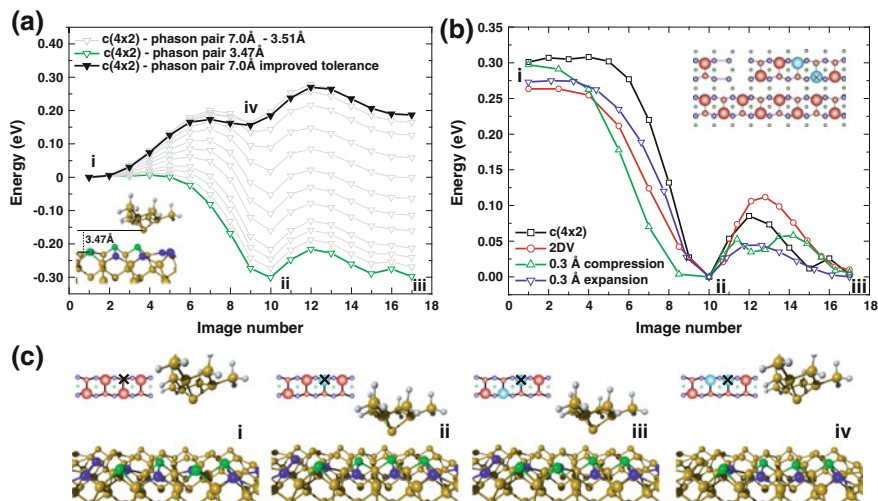 (a)
c(4x2) - phason pair 7.0Å - 3.51Å
c(4x2) - phason pair 3.47Å
c(4x2) - phason pair 7.0Å improved tolerance
0.40
0.30
0.20
0.10
0
-0.10
-0.20
-0.30
Energy (eV)
i
iv
ii
iii
3.47Å
0 2 4 6 8 10 12 14 16 18
Image number
(b)
0.35
0.30
0.25
0.20
0.15
0.10
0.05
0.00
Energy (eV)
i
c(4x2)
2DV
0.3 Å compression
0.3 Å expansion
ii
iii
0 2 4 6 8 10 12 14 16 18
Image number
(c)
i
ii
iii
iv